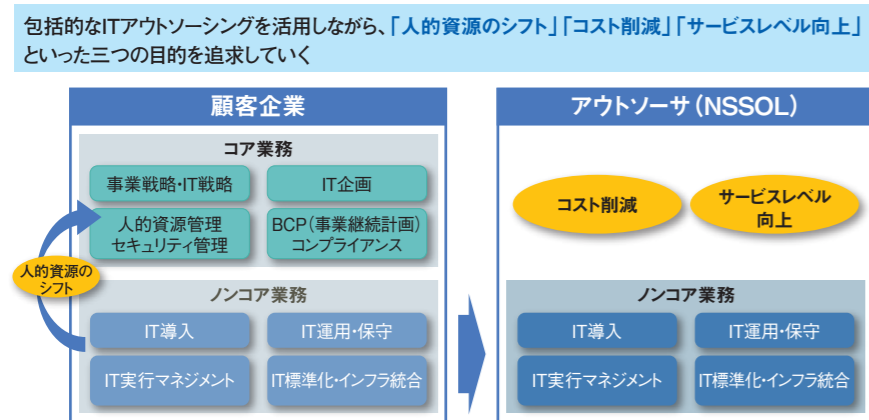 包括的なITアウトソーシングを活用しながら、「人的資源のシフト」「コスト削減」「サービスレベル向上」
といった三つの目的を追求していく
顧客企業
コア業務
事業戦略・IT戦略
IT企画
人的資源管理
セキュリティ管理
BCP(事業継続計画)
コンプライアンス
人的資源の
シフト
ノンコア業務
IT導入
IT運用・保守
IT実行マネジメント
IT標準化・インフラ統合
アウトソーサ(NSSOL)
コスト削減
サービスレベル
向上
ノンコア業務
IT導入
IT運用・保守
IT実行マネジメント
IT標準化・インフラ統合